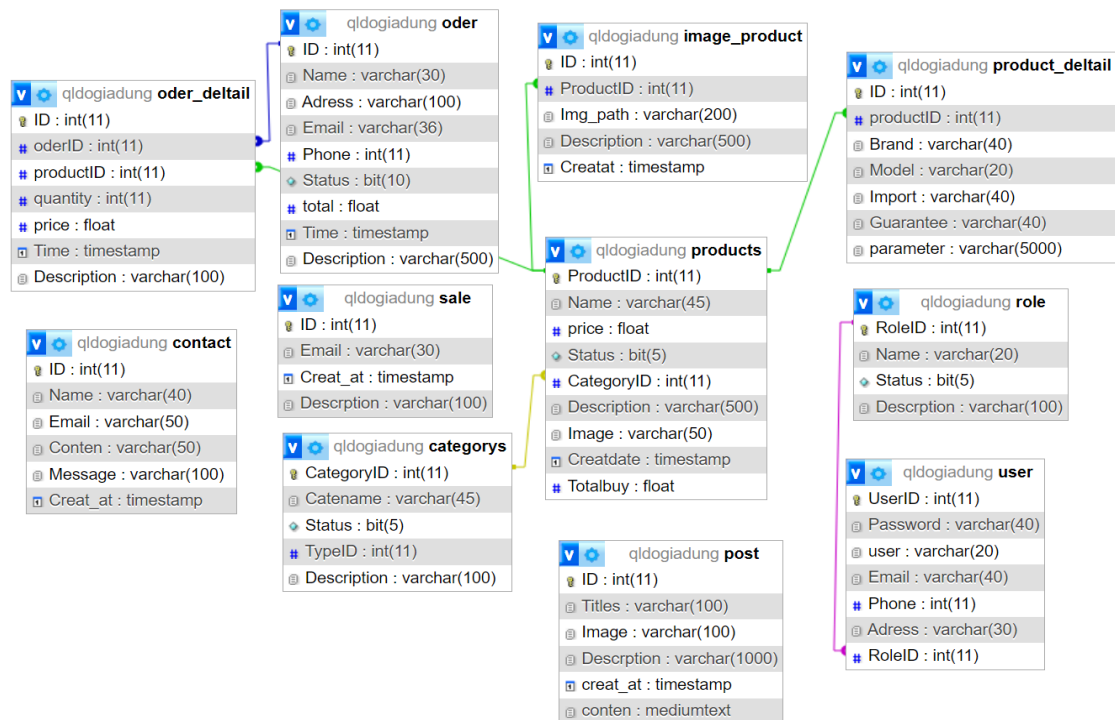 qldogiadung oder
ID : int(11)
Name : varchar(30)
Adress : varchar(100)
Email : varchar(36)
Phone : int(11)
Status : bit(10)
total : float
Time : timestamp
Description : varchar(500)
qldogiadung image_product
ID : int(11)
ProductID : int(11)
Img_path : varchar(200)
Description : varchar(500)
Creatat : timestamp
qldogiadung product_deltail
ID : int(11)
productID : int(11)
Brand : varchar(40)
Model : varchar(20)
Import : varchar(40)
Guarantee : varchar(40)
parameter : varchar(5000)
qldogiadung oder_deltail
ID : int(11)
oderID : int(11)
productID : int(11)
quantity : int(11)
price : float
Time : timestamp
Description : varchar(100)
qldogiadung products
ProductID : int(11)
Name : varchar(45)
price : float
Status : bit(5)
CategoryID : int(11)
Description : varchar(500)
Image : varchar(50)
Creatdate : timestamp
Totalbuy : float
qldogiadung sale
ID : int(11)
Email : varchar(30)
Creat_at : timestamp
Descrption : varchar(100)
qldogiadung role
RoleID : int(11)
Name : varchar(20)
Status : bit(5)
Descrption : varchar(100)
qldogiadung contact
ID : int(11)
Name : varchar(40)
Email : varchar(50)
Conten : varchar(50)
Message : varchar(100)
Creat_at : timestamp
qldogiadung categorys
CategoryID : int(11)
Catename : varchar(45)
Status : bit(5)
TypeID : int(11)
Description : varchar(100)
qldogiadung user
UserID : int(11)
Password : varchar(40)
user : varchar(20)
Email : varchar(40)
Phone : int(11)
Adress : varchar(30)
RoleID : int(11)
qldogiadung post
ID : int(11)
Titles : varchar(100)
Image : varchar(100)
Descrption : varchar(1000)
creat_at : timestamp
conten : mediumtext